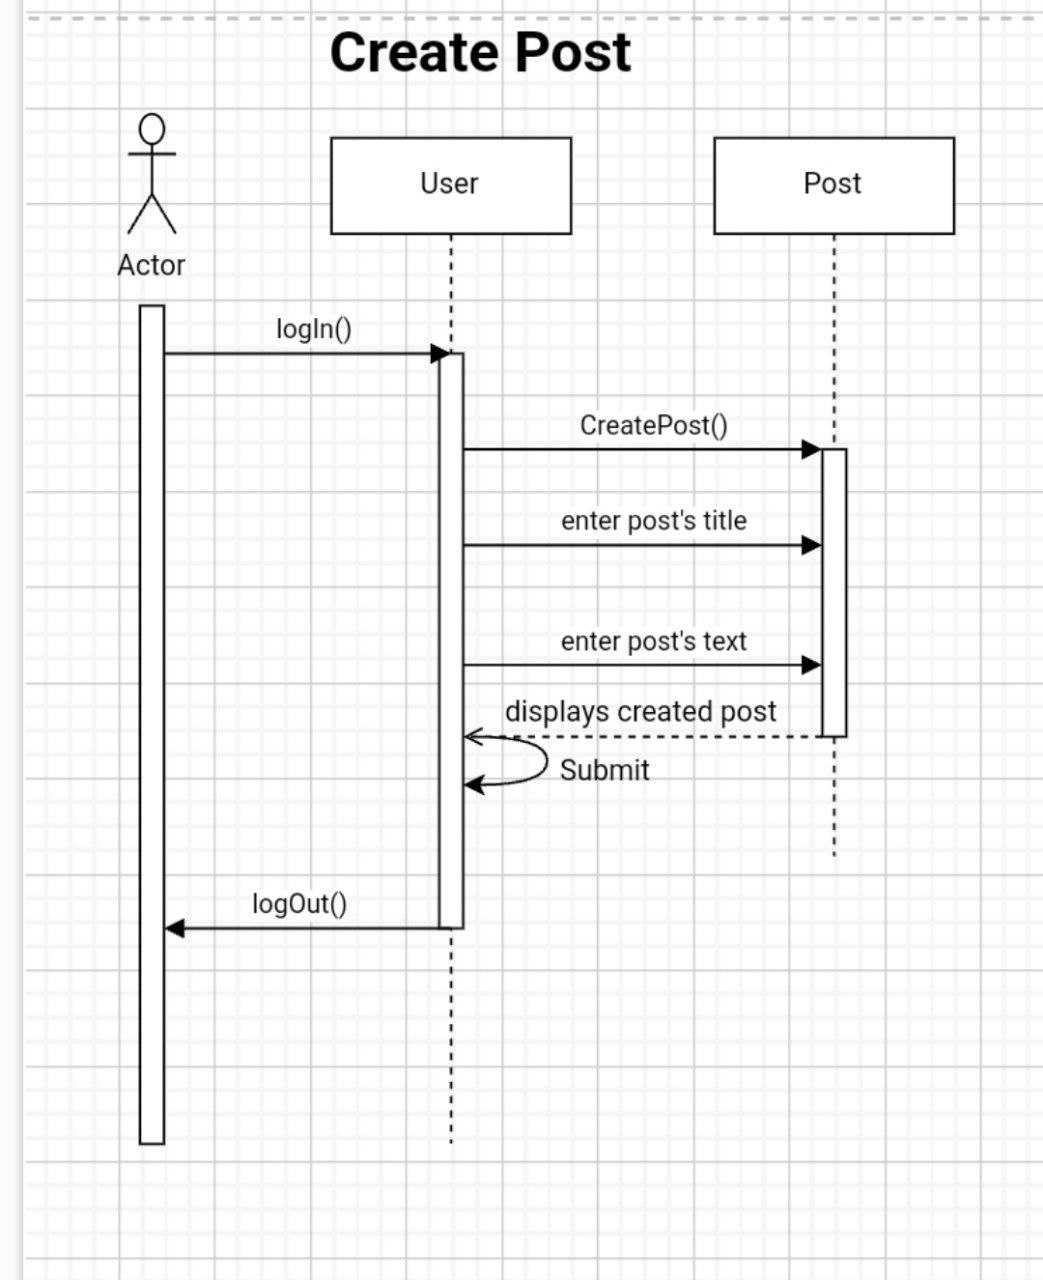 Create Post
User
Post
Actor
logIn()
CreatePost()
enter post's title
enter post's text
displays created post
Submit
logOut()